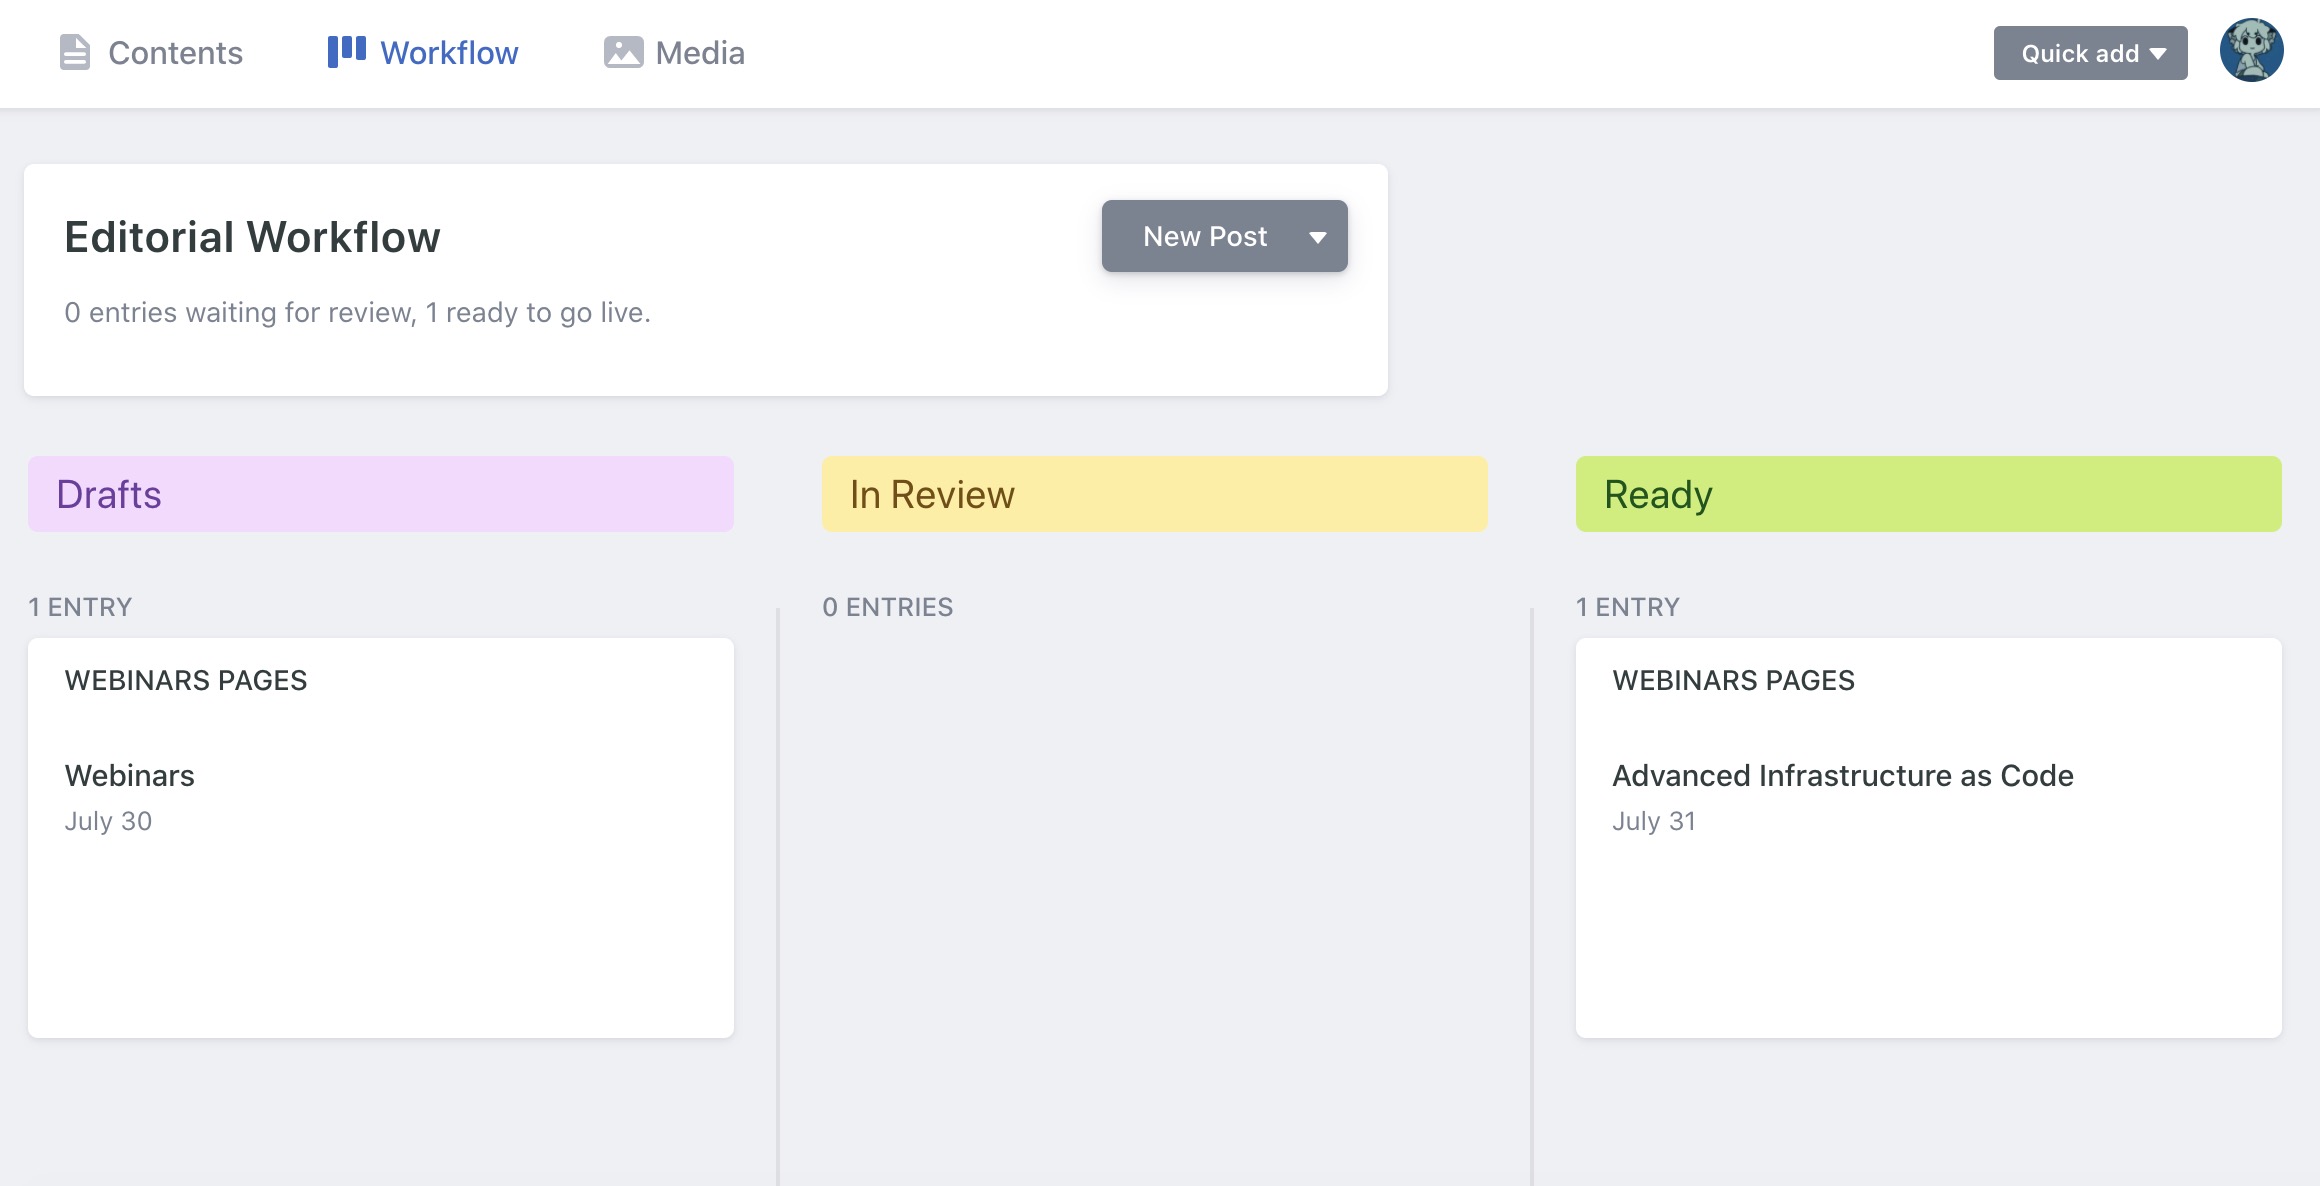 Contents
Workflow
Media
Quick add
Editorial Workflow
New Post
0 entries waiting for review, 1 ready to go live.
Drafts
1 ENTRY
WEBINARS PAGES
Webinars
July 30
In Review
0 ENTRIES
Ready
1 ENTRY
WEBINARS PAGES
Advanced Infrastructure as Code
July 31